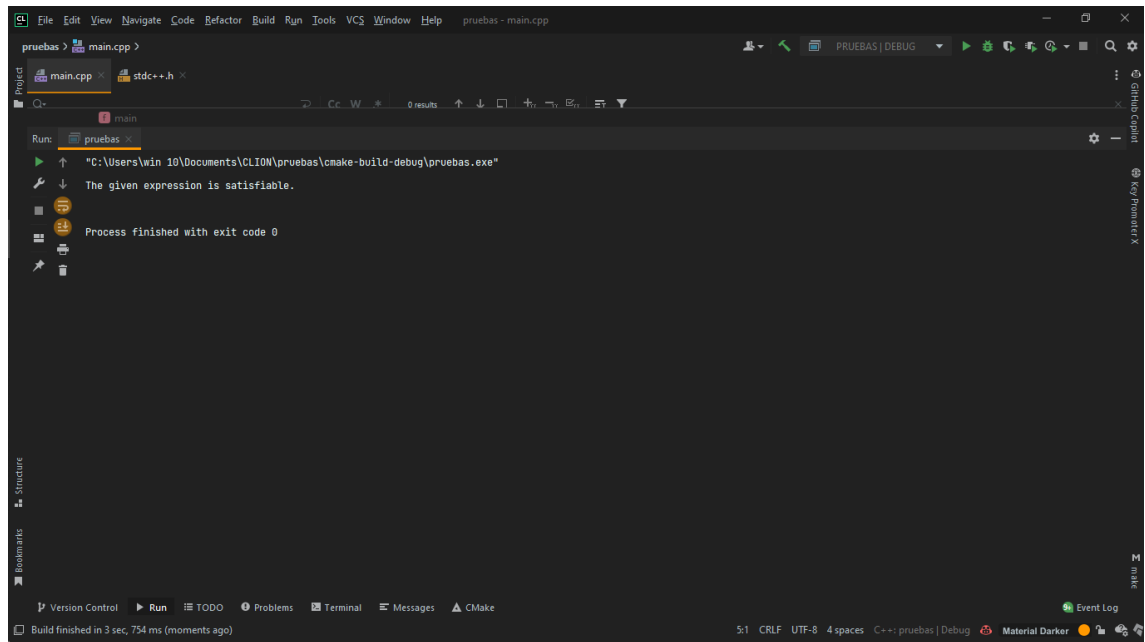 CL File Edit View Navigate Code Refactor Build Run Tools VCS Window Help pruebas - main.cpp
pruebas main.cpp PRUEBAS | DEBUG
Project main.cpp stdc++.h
Cc W .* 0 results
main
Run: pruebas
"C:\Users\win 10\Documents\CLION\pruebas\cmake-build-debug\pruebas.exe"
The given expression is satisfiable.
Process finished with exit code 0
GitHub Copilot
Key Promoter X
Structure
Bookmarks
M make
Version Control Run TODO Problems Terminal Messages CMake 9+ Event Log
Build finished in 3 sec, 754 ms (moments ago) 5:1 CRLF UTF-8 4 spaces C++: pruebas | Debug Material Darker